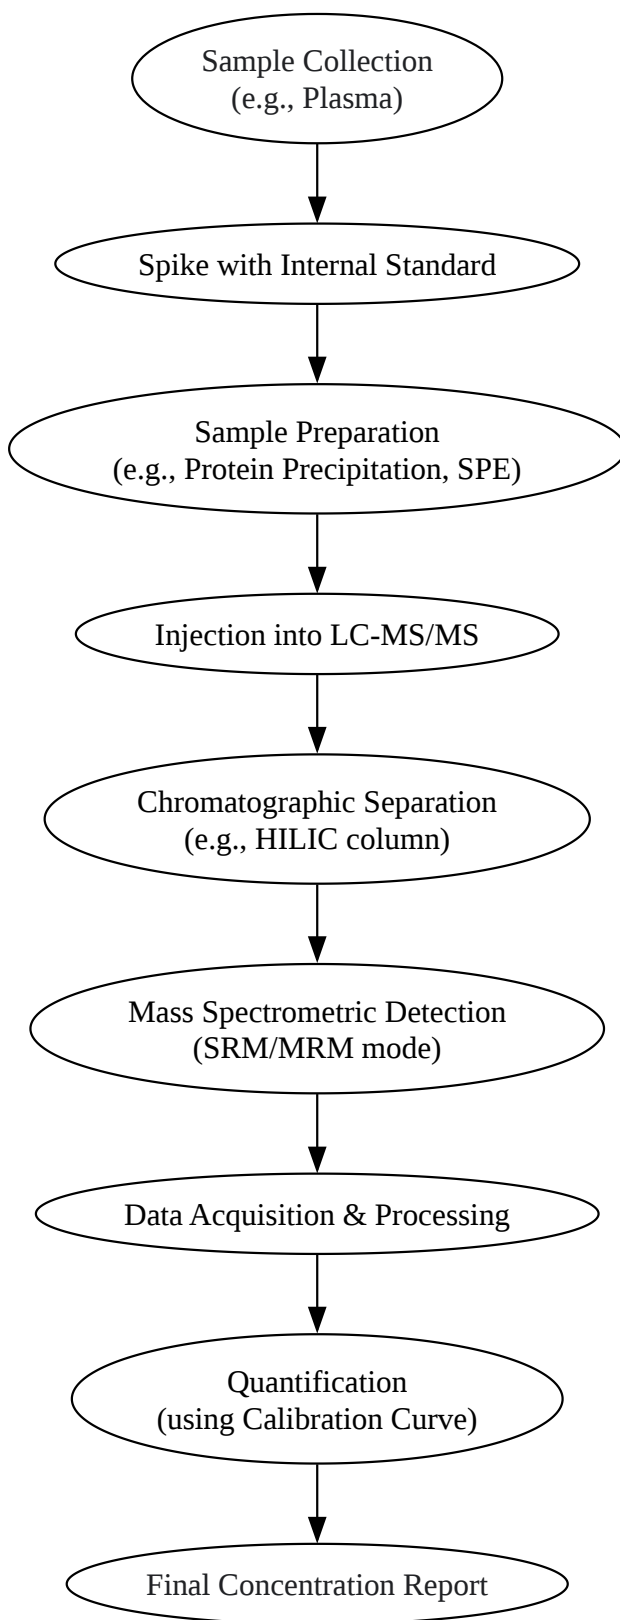 Sample Collection
(e.g., Plasma)
Spike with Internal Standard
Sample Preparation
(e.g., Protein Precipitation, SPE)
Injection into LC-MS/MS
Chromatographic Separation
(e.g., HILIC column)
Mass Spectrometric Detection
(SRM/MRM mode)
Data Acquisition & Processing
Quantification
(using Calibration Curve)
Final Concentration Report